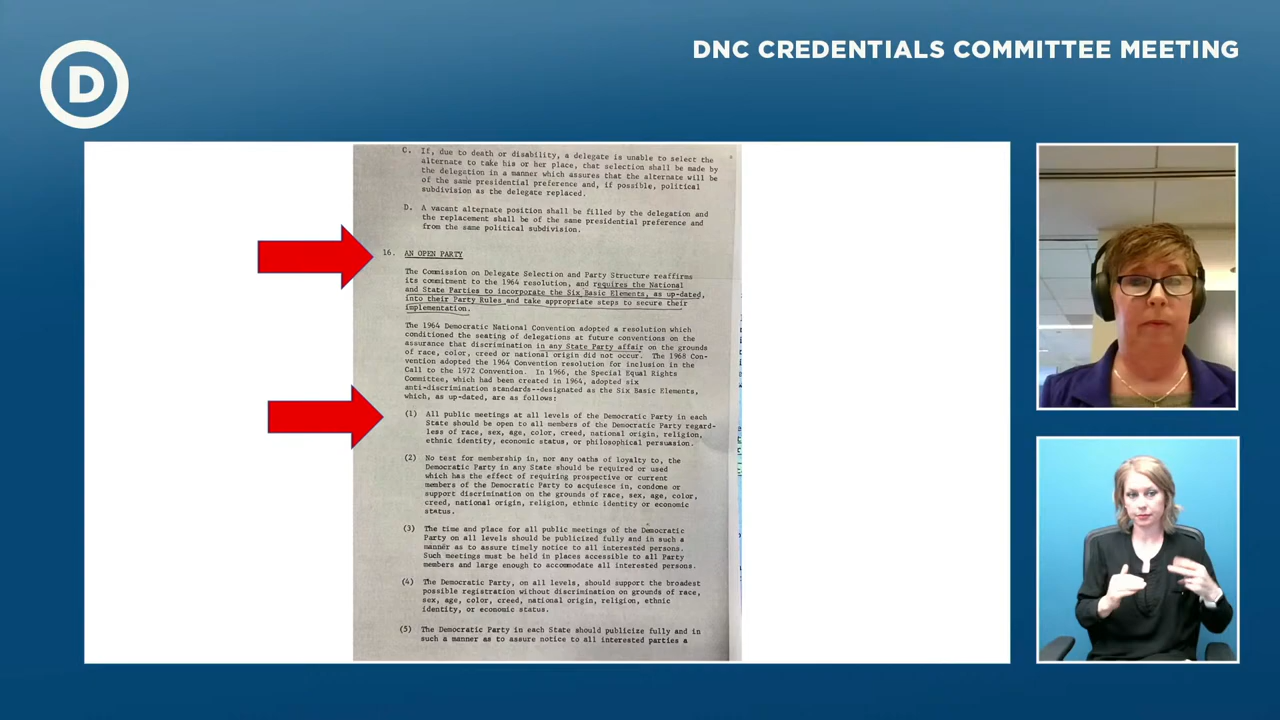 DNC CREDENTIALS COMMITTEE MEETING
D
C. If, due to death or disability, a delegate is unable to select the
alternate to take his or her place, that selection shall be made by
the delegation in a manner which assures that the alternate will be
of the same presidential preference and, if possible, political
subdivision as the delegate replaced.
D. A vacant alternate position shall be filled by the delegation and
the replacement shall be of the same presidential preference and
from the same political subdivision.
16. AN OPEN PARTY
The Commission on Delegate Selection and Party Structure reaffirms
its commitment to the 1964 resolution, and requires the National
and State Parties to incorporate the Six Basic Elements, as up-dated,
into their Party Rules and take appropriate steps to secure their
implementation.
The 1964 Democratic National Convention adopted a resolution which
conditioned the seating of delegations at future conventions on the
assurance that discrimination in any State Party affair on the grounds
of race, color, creed or national origin did not occur. The 1968 Con-
vention adopted the 1964 Convention resolution for inclusion in the
Call to the 1972 Convention. In 1966, the Special Equal Rights
Committee, which had been created in 1964, adopted six
anti-discrimination standards--designated as the Six Basic Elements,
which, as up-dated, are as follows:
(1) All public meetings at all levels of the Democratic Party in each
State should be open to all members of the Democratic Party regard-
less of race, sex, age, color, creed, national origin, religion,
ethnic identity, economic status, or philosophical persuasion.
(2) No test for membership in, nor any oaths of loyalty to, the
Democratic Party in any State should be required or used
which has the effect of requiring prospective or current
members of the Democratic Party to acquiesce in, condone or
support discrimination on the grounds of race, sex, age, color,
creed, national origin, religion, ethnic identity or economic
status.
(3) The time and place for all public meetings of the Democratic
Party on all levels should be publicized fully and in such a
manner as to assure timely notice to all interested persons.
Such meetings must be held in places accessible to all Party
members and large enough to accommodate all interested persons.
(4) The Democratic Party, on all levels, should support the broadest
possible registration without discrimination on grounds of race,
sex, age, color, creed, national origin, religion, ethnic
identity, or economic status.
(5) The Democratic Party in each State should publicize fully and in
such a manner as to assure notice to all interested parties a